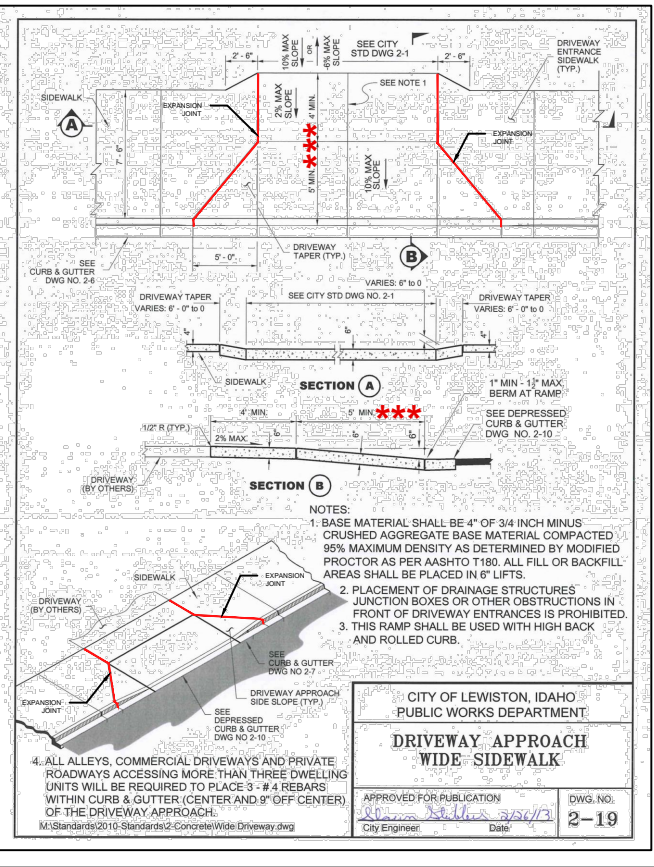 2' - 6"
10% MAX
SLOPE
OR
-6% MAX
SLOPE
SEE CITY
STD DWG 2-1
2' - 6"
DRIVEWAY
ENTRANCE
SIDEWALK
(TYP.)
SIDEWALK
EXPANSION
JOINT
2% MAX
SLOPE
4' MIN.
SEE NOTE 1
A
7' - 6"
***
5' MIN.
10% MAX
SLOPE
EXPANSION
JOINT
SEE
CURB & GUTTER
DWG NO. 2-6
5' - 0"
DRIVEWAY
TAPER (TYP.)
B
VARIES: 6" to 0
DRIVEWAY TAPER
VARIES: 6' - 0" to 0
SEE CITY STD DWG NO. 2-1
DRIVEWAY TAPER
VARIES: 6' - 0" to 0
4"
6"
4"
SIDEWALK
SECTION A
1" MIN - 1½" MAX
BERM AT RAMP
4' MIN.
5' MIN. ***
1/2" R (TYP.)
2% MAX.
6"
6"
6"
SEE DEPRESSED
CURB & GUTTER
DWG NO. 2-10
DRIVEWAY
(BY OTHERS)
SECTION B
NOTES:
1. BASE MATERIAL SHALL BE 4" OF 3/4 INCH MINUS
CRUSHED AGGREGATE BASE MATERIAL COMPACTED
95% MAXIMUM DENSITY AS DETERMINED BY MODIFIED
PROCTOR AS PER AASHTO T180. ALL FILL OR BACKFILL
AREAS SHALL BE PLACED IN 6" LIFTS.
2. PLACEMENT OF DRAINAGE STRUCTURES
JUNCTION BOXES OR OTHER OBSTRUCTIONS IN
FRONT OF DRIVEWAY ENTRANCES IS PROHIBITED.
3. THIS RAMP SHALL BE USED WITH HIGH BACK
AND ROLLED CURB.
SIDEWALK
EXPANSION
JOINT
DRIVEWAY
(BY OTHERS)
SEE
CURB & GUTTER
DWG NO 2-7
DRIVEWAY APPROACH
SIDE SLOPE (TYP.)
EXPANSION
JOINT
SEE
DEPRESSED
CURB & GUTTER
DWG NO 2-10
4. ALL ALLEYS, COMMERCIAL DRIVEWAYS AND PRIVATE
ROADWAYS ACCESSING MORE THAN THREE DWELLING
UNITS WILL BE REQUIRED TO PLACE 3 - # 4 REBARS
WITHIN CURB & GUTTER (CENTER AND 9" OFF CENTER)
OF THE DRIVEWAY APPROACH.
M:\Standards\2010-Standards\2-Concrete\Wide Driveway.dwg
CITY OF LEWISTON, IDAHO
PUBLIC WORKS DEPARTMENT
DRIVEWAY APPROACH
WIDE SIDEWALK
APPROVED FOR PUBLICATION
2/26/13
City Engineer Date
DWG. NO.
2-19